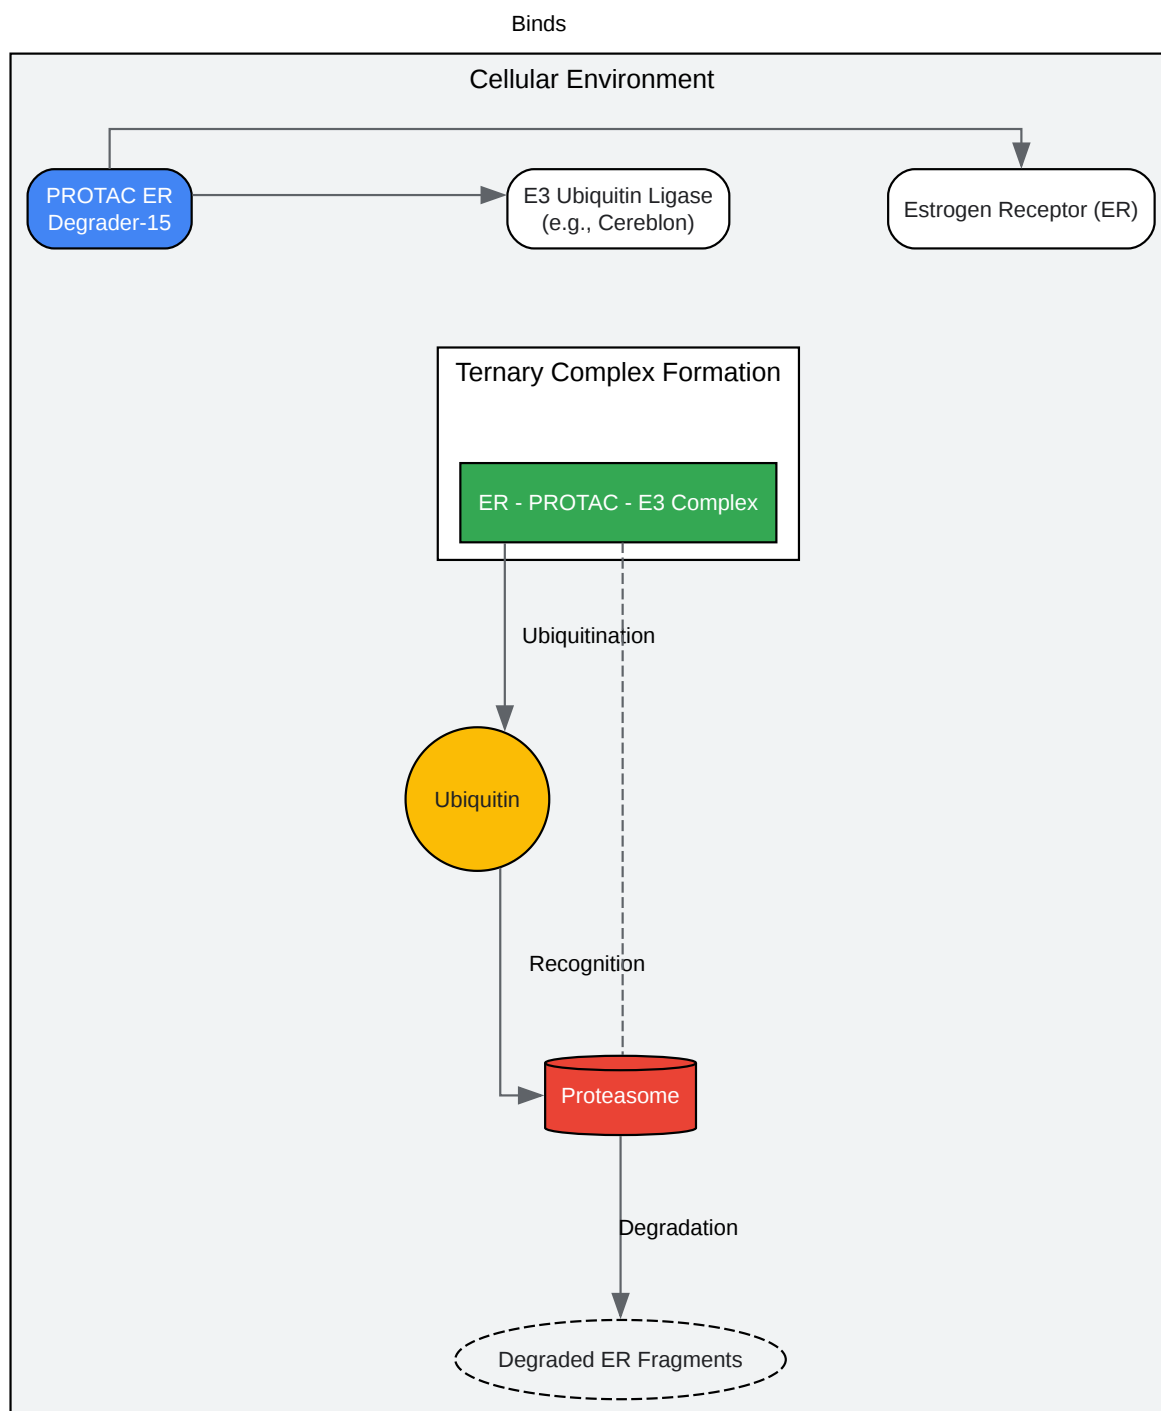 Binds
Cellular Environment
PROTAC ER
Degrader-15
E3 Ubiquitin Ligase
(e.g., Cereblon)
Estrogen Receptor (ER)
Ternary Complex Formation
ER - PROTAC - E3 Complex
Ubiquitination
Ubiquitin
Recognition
Proteasome
Degradation
Degraded ER Fragments